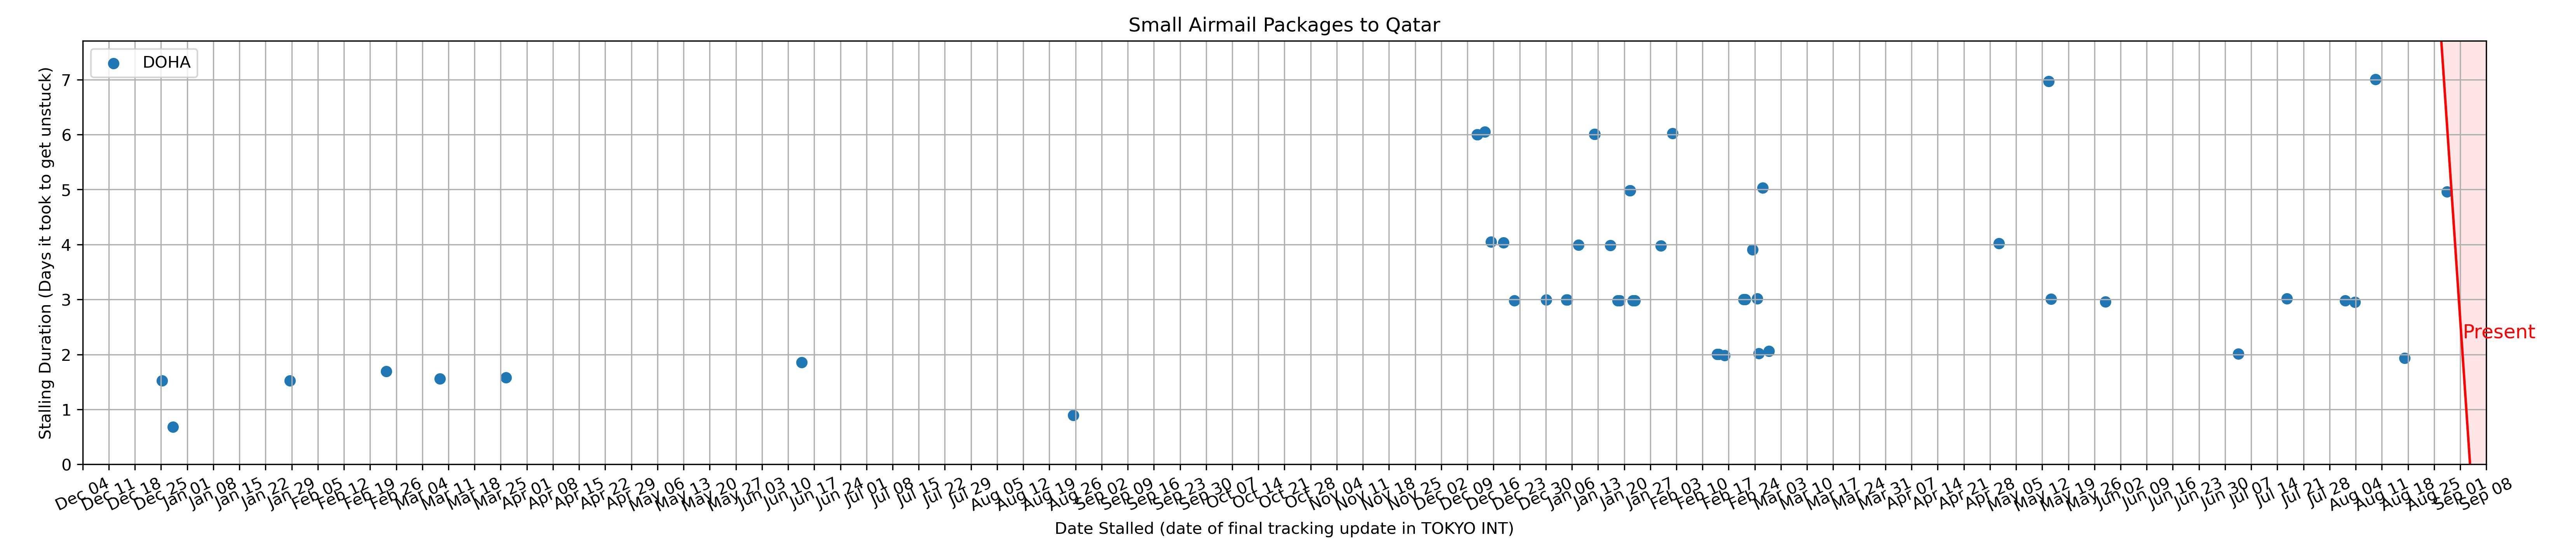 Small Airmail Packages to Qatar
DOHA
Stalling Duration (Days it took to get unstuck)
7
6
5
4
3
2
1
0
Present
Dec 04 Dec 11 Dec 18 Dec 25 Jan 01 Jan 08 Jan 15 Jan 22 Jan 29 Feb 05 Feb 12 Feb 19 Feb 26 Mar 04 Mar 11 Mar 18 Mar 25 Apr 01 Apr 08 Apr 15 Apr 22 Apr 29 May 06 May 13 May 20 May 27 Jun 03 Jun 10 Jun 17 Jun 24 Jul 01 Jul 08 Jul 15 Jul 22 Jul 29 Aug 05 Aug 12 Aug 19 Aug 26 Sep 02 Sep 09 Sep 16 Sep 23 Sep 30 Oct 07 Oct 14 Oct 21 Oct 28 Nov 04 Nov 11 Nov 18 Nov 25 Dec 02 Dec 09 Dec 16 Dec 23 Dec 30 Jan 06 Jan 13 Jan 20 Jan 27 Feb 03 Feb 10 Feb 17 Feb 24 Mar 03 Mar 10 Mar 17 Mar 24 Mar 31 Apr 07 Apr 14 Apr 21 Apr 28 May 05 May 12 May 19 May 26 Jun 02 Jun 09 Jun 16 Jun 23 Jun 30 Jul 07 Jul 14 Jul 21 Jul 28 Aug 04 Aug 11 Aug 18 Aug 25 Sep 01 Sep 08
Date Stalled (date of final tracking update in TOKYO INT)